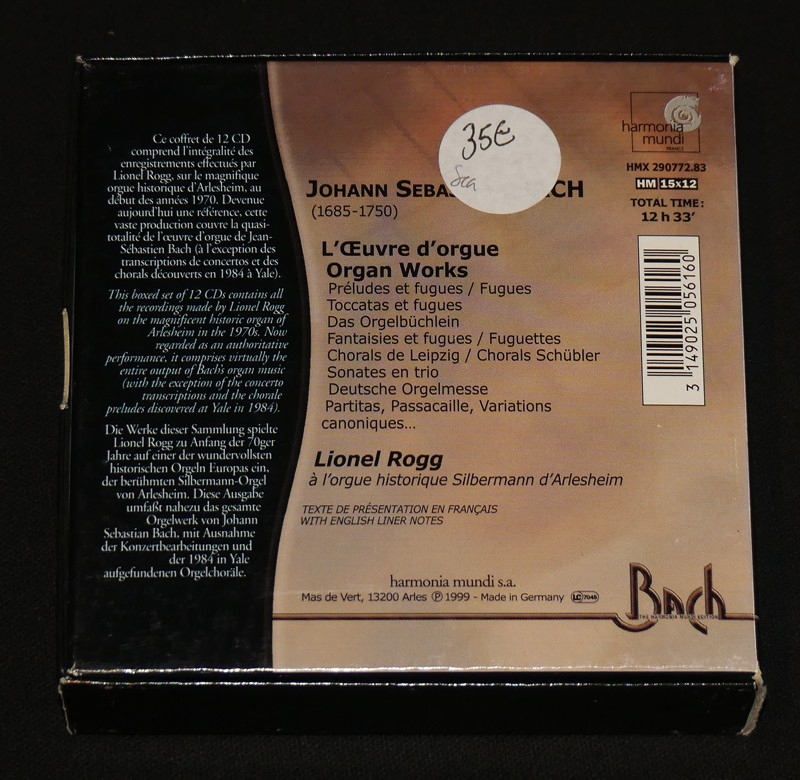 Ce coffret de 12 CD
comprend l'intégralité des
enregistrements effectués par
Lionel Rogg, sur le magnifique
orgue historique d'Arlesheim, au
début des années 1970. Devenue
aujourd'hui une référence, cette
vaste production couvre la quasi-
totalité de l'œuvre d'orgue de Jean-
Sébastien Bach (à l'exception des
transcriptions de concertos et des
chorals découverts en 1984 à Yale).
This boxed set of 12 CDs contains all
the recordings made by Lionel Rogg
on the magnificent historic organ of
Arlesheim in the 1970s. Now
regarded as an authoritative
performance, it comprises virtually the
entire output of Bach's organ music
(with the exception of the concerto
transcriptions and the chorale
preludes discovered at Yale in 1984).
Die Werke dieser Sammlung spielte
Lionel Rogg zu Anfang der 70ger
Jahre auf einer der wundervollsten
historischen Orgeln Europas ein,
der berühmten Silbermann-Orgel
von Arlesheim. Diese Ausgabe
umfaßt nahezu das gesamte
Orgelwerk von Johann
Sebastian Bach, mit Ausnahme
der Konzertbearbeitungen und
der 1984 in Yale
aufgefundenen Orgelchoräle.
35€
JOHANN SEBAS CH
(1685-1750)
L'Œuvre d'orgue
Organ Works
Préludes et fugues / Fugues
Toccatas et fugues
Das Orgelbüchlein
Fantaisies et fugues / Fuguettes
Chorals de Leipzig / Chorals Schübler
Sonates en trio
Deutsche Orgelmesse
Partitas, Passacaille, Variations
canoniques...
Lionel Rogg
à l'orgue historique Silbermann d'Arlesheim
TEXTE DE PRÉSENTATION EN FRANÇAIS
WITH ENGLISH LINER NOTES
harmonia mundi s.a.
Mas de Vert, 13200 Arles ℗ 1999 - Made in Germany LC 7045
harmonia
mundi
FRANCE
HMX 290772.83
HM 15x12
TOTAL TIME:
12 h 33'
3 149025 056160
Bach
THE HARMONIA MUNDI EDITION